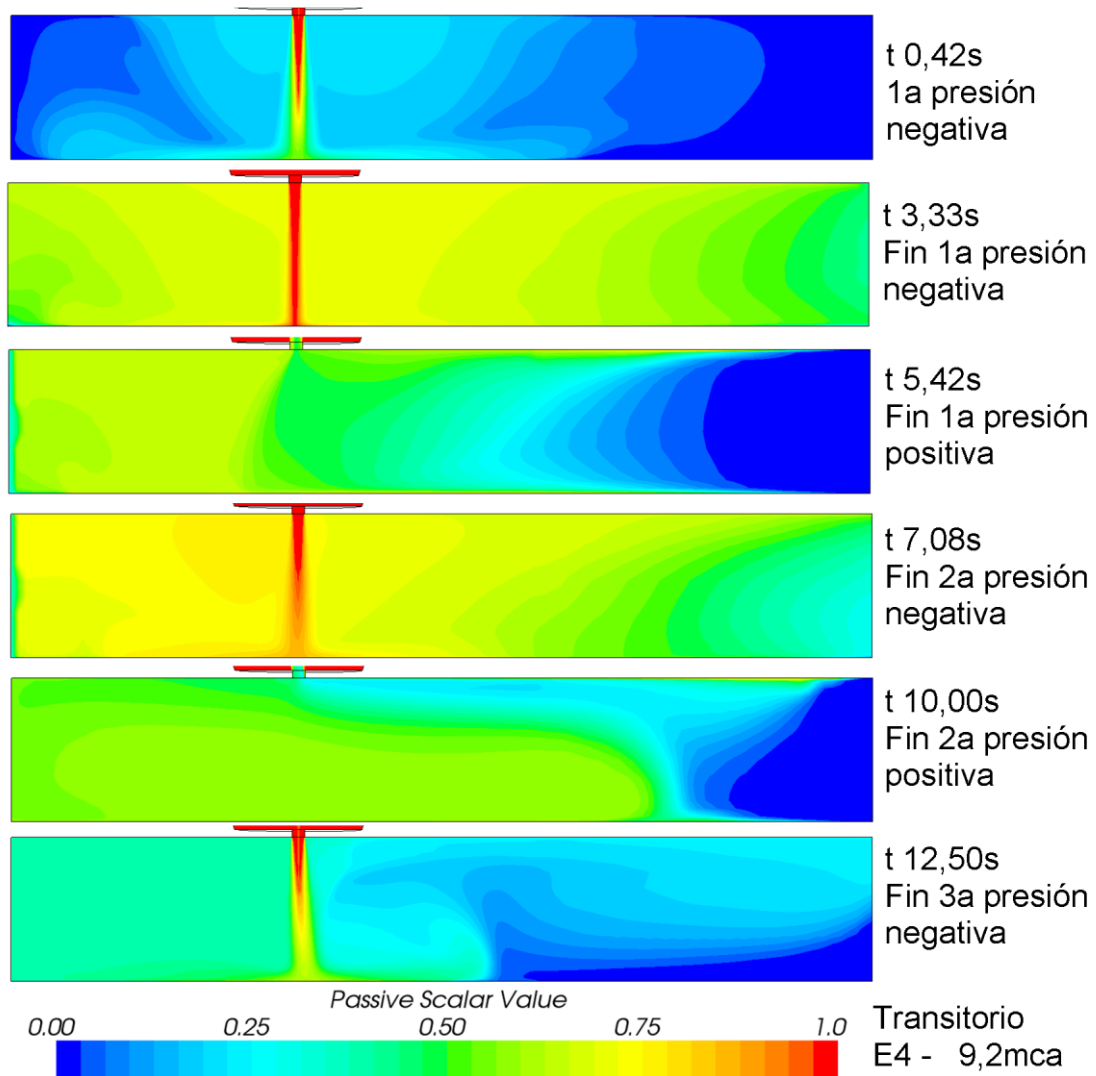 t 0,42s
1a presión
negativa
t 3,33s
Fin 1a presión
negativa
t 5,42s
Fin 1a presión
positiva
t 7,08s
Fin 2a presión
negativa
t 10,00s
Fin 2a presión
positiva
t 12,50s
Fin 3a presión
negativa
Passive Scalar Value
0.00 0.25 0.50 0.75 1.0
Transitorio
E4 - 9,2mca